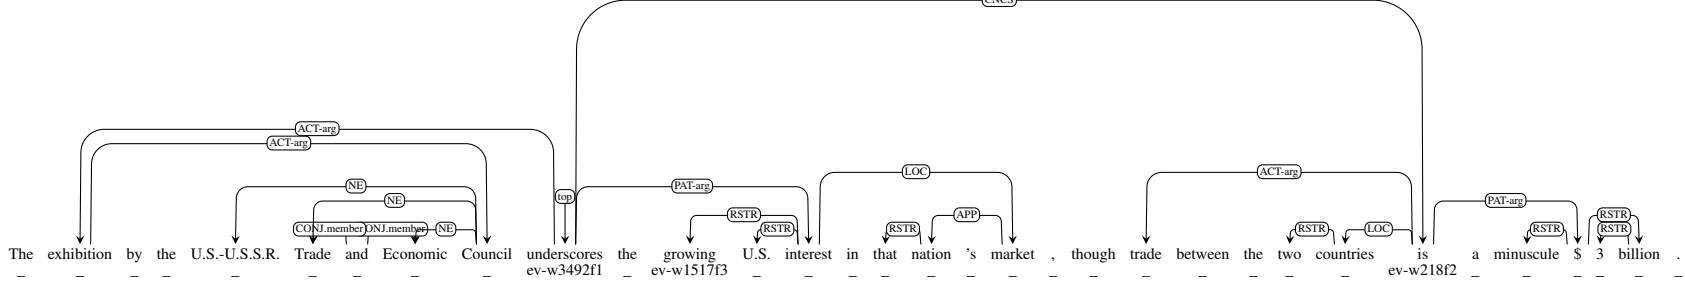 CNCS
ACT-arg
ACT-arg
LOC
ACT-arg
NE
top
PAT-arg
NE
PAT-arg
RSTR
APP
RSTR
CONJ.member ONJ.member NE
RSTR
RSTR
RSTR
LOC
RSTR
RSTR
The exhibition by the U.S.-U.S.S.R. Trade and Economic Council underscores the growing U.S. interest in that nation 's market , though trade between the two countries is a minuscule $ 3 billion .
_ _ _ _ _ _ _ _ _ ev-w3492f1 _ ev-w1517f3 _ _ _ _ _ _ _ _ _ _ _ _ _ _ ev-w218f2 _ _ _ _ _ _